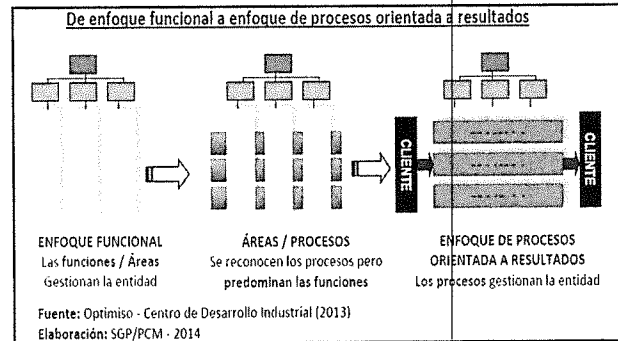 De enfoque funcional a enfoque de procesos orientada a resultados
CLIENTE
CLIENTE
ENFOQUE FUNCIONAL
Las funciones / Áreas
Gestionan la entidad
ÁREAS / PROCESOS
Se reconocen los procesos pero
predominan las funciones
ENFOQUE DE PROCESOS
ORIENTADA A RESULTADOS
Los procesos gestionan la entidad
Fuente: Optimiso - Centro de Desarrollo Industrial (2013)
Elaboración: SGP/PCM - 2014